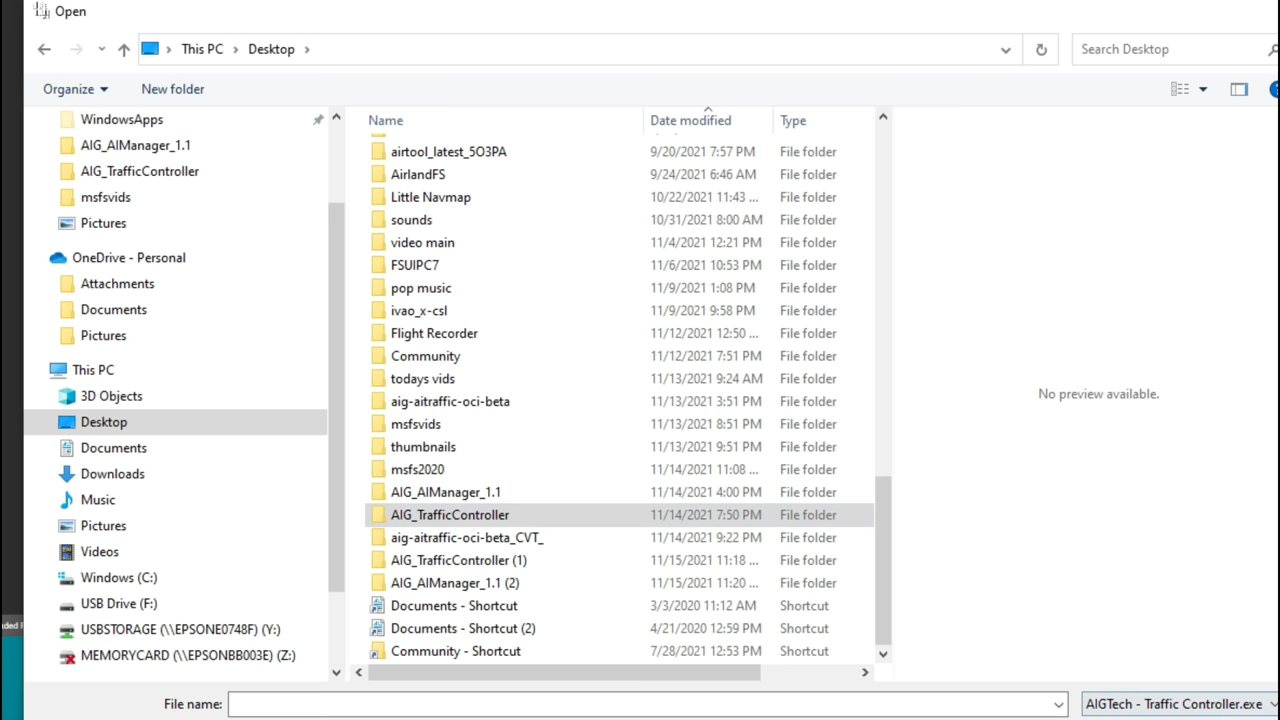 Open
This PC
Desktop
Search Desktop
Organize
New folder
WindowsApps
AIG_AIManager_1.1
AIG_TrafficController
msfsvids
Pictures
OneDrive - Personal
Attachments
Documents
Pictures
This PC
3D Objects
Desktop
Documents
Downloads
Music
Pictures
Videos
Windows (C:)
USB Drive (F:)
USBSTORAGE (\\EPSONE0748F) (Y:)
MEMORYCARD (\\EPSONBB003E) (Z:)
Name Date modified Type
airtool_latest_5O3PA 9/20/2021 7:57 PM File folder
AirlandFS 9/24/2021 6:46 AM File folder
Little Navmap 10/22/2021 11:43 ... File folder
sounds 10/31/2021 8:00 AM File folder
video main 11/4/2021 12:21 PM File folder
FSUIPC7 11/6/2021 10:53 PM File folder
pop music 11/9/2021 1:08 PM File folder
ivao_x-csl 11/9/2021 9:58 PM File folder
Flight Recorder 11/12/2021 12:50 ... File folder
Community 11/12/2021 7:51 PM File folder
todays vids 11/13/2021 9:24 AM File folder
aig-aitraffic-oci-beta 11/13/2021 3:51 PM File folder
msfsvids 11/13/2021 8:51 PM File folder
thumbnails 11/13/2021 9:51 PM File folder
msfs2020 11/14/2021 11:08 ... File folder
AIG_AIManager_1.1 11/14/2021 4:00 PM File folder
AIG_TrafficController 11/14/2021 7:50 PM File folder
aig-aitraffic-oci-beta_CVT_ 11/14/2021 9:22 PM File folder
AIG_TrafficController (1) 11/15/2021 11:18 ... File folder
AIG_AIManager_1.1 (2) 11/15/2021 11:20 ... File folder
Documents - Shortcut 3/3/2020 11:12 AM Shortcut
Documents - Shortcut (2) 4/21/2020 12:59 PM Shortcut
Community - Shortcut 7/28/2021 12:53 PM Shortcut
No preview available.
File name:
AIGTech - Traffic Controller.exe